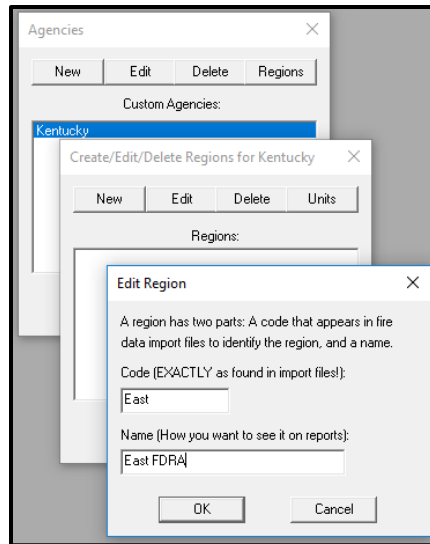 Agencies
New Edit Delete Regions
Custom Agencies:
Kentucky
Create/Edit/Delete Regions for Kentucky
New Edit Delete Units
Regions:
Edit Region
A region has two parts: A code that appears in fire
data import files to identify the region, and a name.
Code (EXACTLY as found in import files!):
East
Name (How you want to see it on reports):
East FDRA
OK Cancel